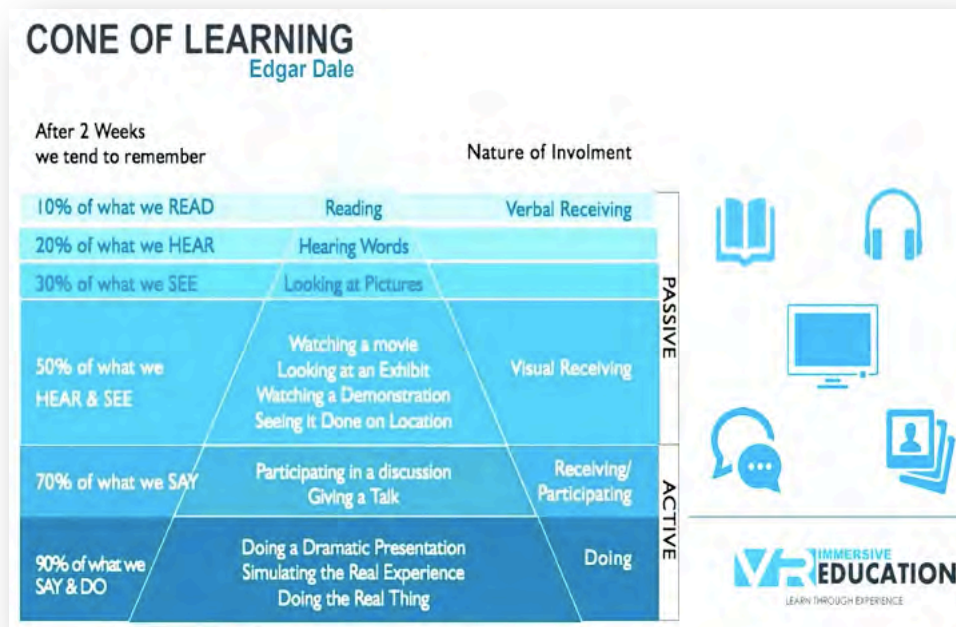 CONE OF LEARNING
Edgar Dale
After 2 Weeks
we tend to remember
Nature of Involment
10% of what we READ
Reading
Verbal Receiving
20% of what we HEAR
Hearing Words
30% of what we SEE
Looking at Pictures
50% of what we
HEAR & SEE
Watching a movie
Looking at an Exhibit
Watching a Demonstration
Seeing it Done on Location
Visual Receiving
PASSIVE
70% of what we SAY
Participating in a discussion
Giving a Talk
Receiving/
Participating
90% of what we
SAY & DO
Doing a Dramatic Presentation
Simulating the Real Experience
Doing the Real Thing
Doing
ACTIVE
VR IMMERSIVE
EDUCATION
LEARN THROUGH EXPERIENCE